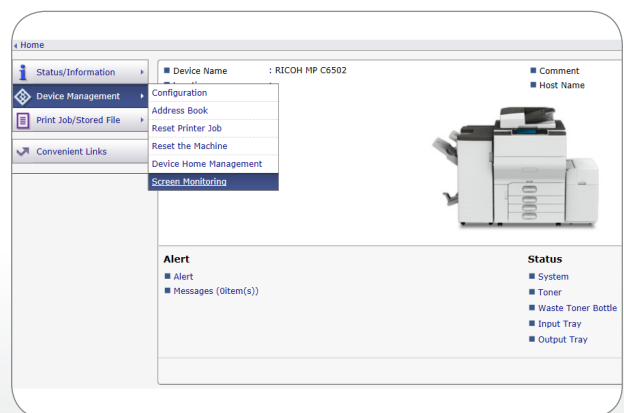 Home
Status/Information
Device Management
Print Job/Stored File
Convenient Links
Configuration
Address Book
Reset Printer Job
Reset the Machine
Device Home Management
Screen Monitoring
Device Name : RICOH MP C6502
:
Comment
Host Name
Alert
Alert
Messages (0item(s))
Status
System
Toner
Waste Toner Bottle
Input Tray
Output Tray